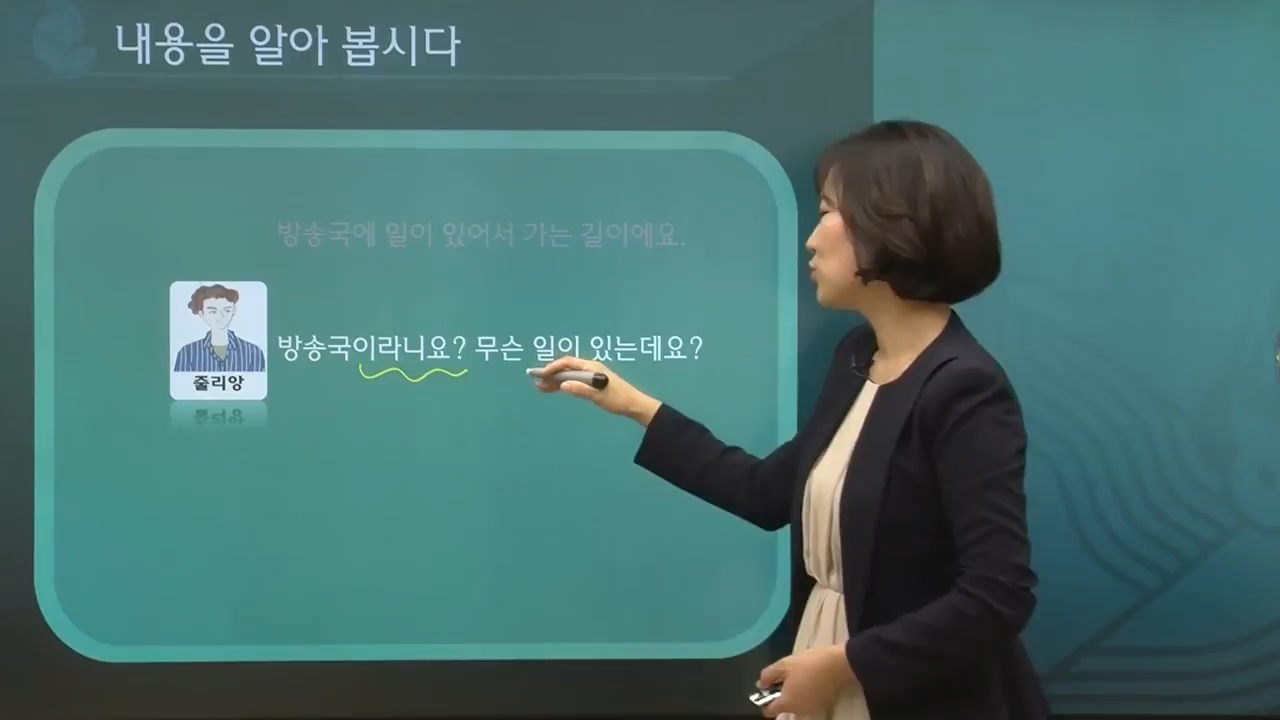 내용을 알아 봅시다
방송국에 일이 있어서 가는 길이에요.
방송국이라니요? 무슨 일이 있는데요?
줄리앙